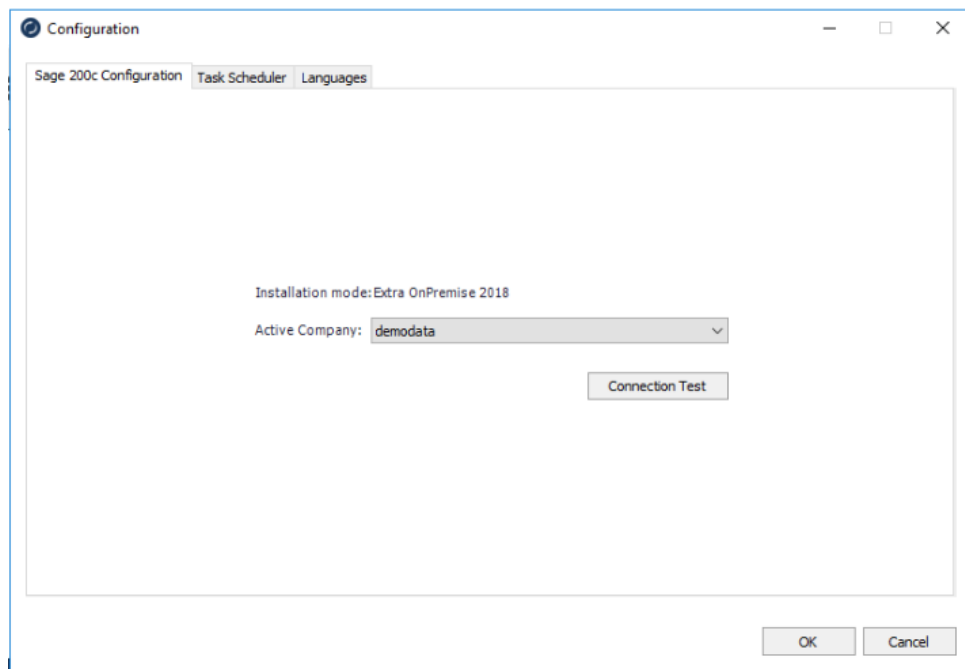 Configuration
Sage 200c Configuration Task Scheduler Languages
Installation mode:Extra OnPremise 2018
Active Company: demodata
Connection Test
OK Cancel